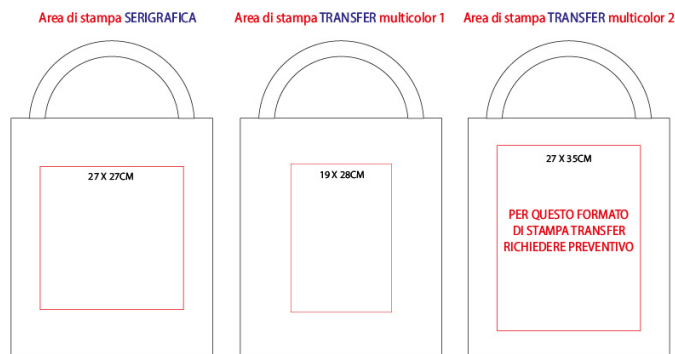 Area di stampa SERIGRAFICA
Area di stampa TRANSFER multicolor 1
Area di stampa TRANSFER multicolor 2
27 X 27CM
19 X 28CM
27 X 35CM
PER QUESTO FORMATO
DI STAMPA TRANSFER
RICHIEDERE PREVENTIVO